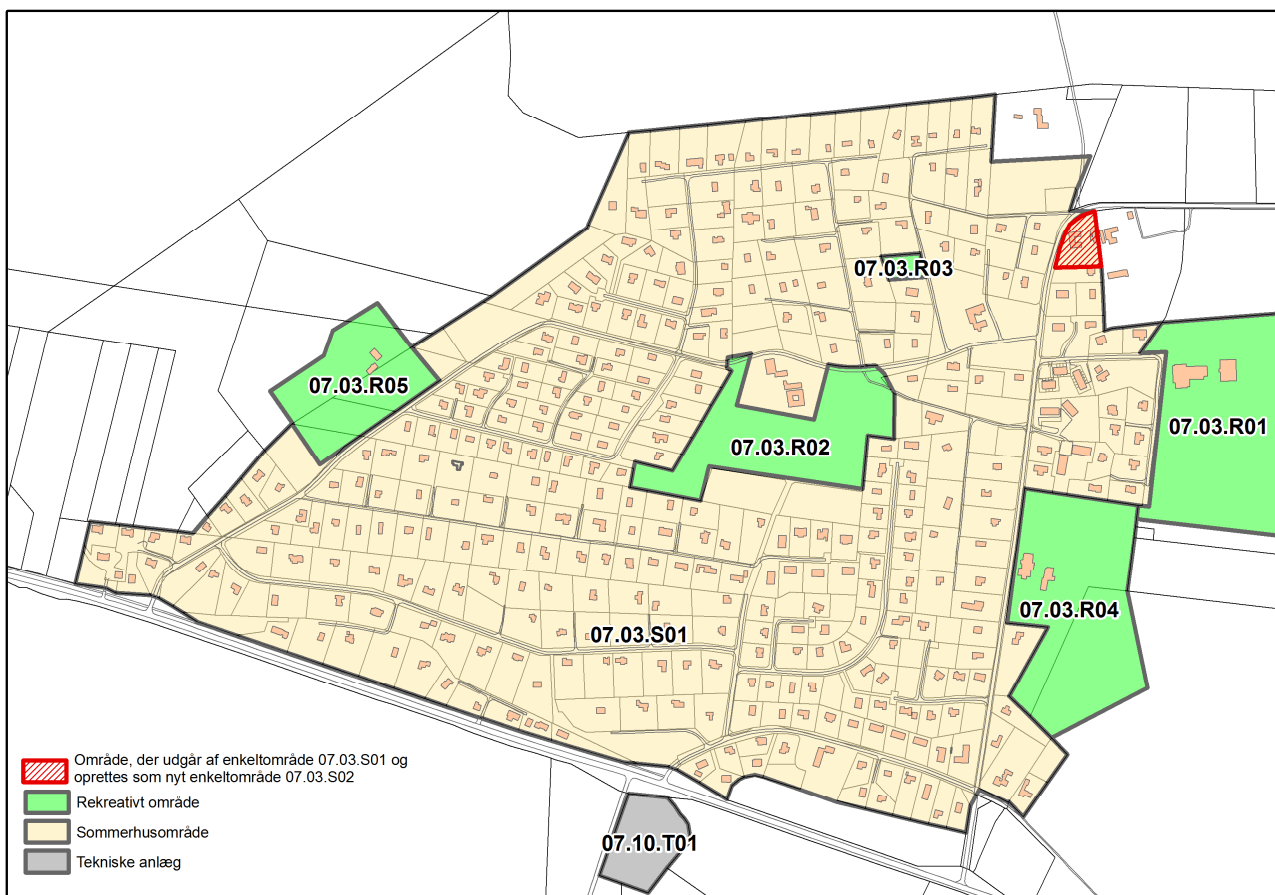 07.03.R03
07.03.R05
07.03.R01
07.03.R02
07.03.R04
07.03.S01
Område, der udgår af enkeltområde 07.03.S01 og
oprettes som nyt enkeltområde 07.03.S02
Rekreativt område
Sommerhusområde
Tekniske anlæg
07.10.T01